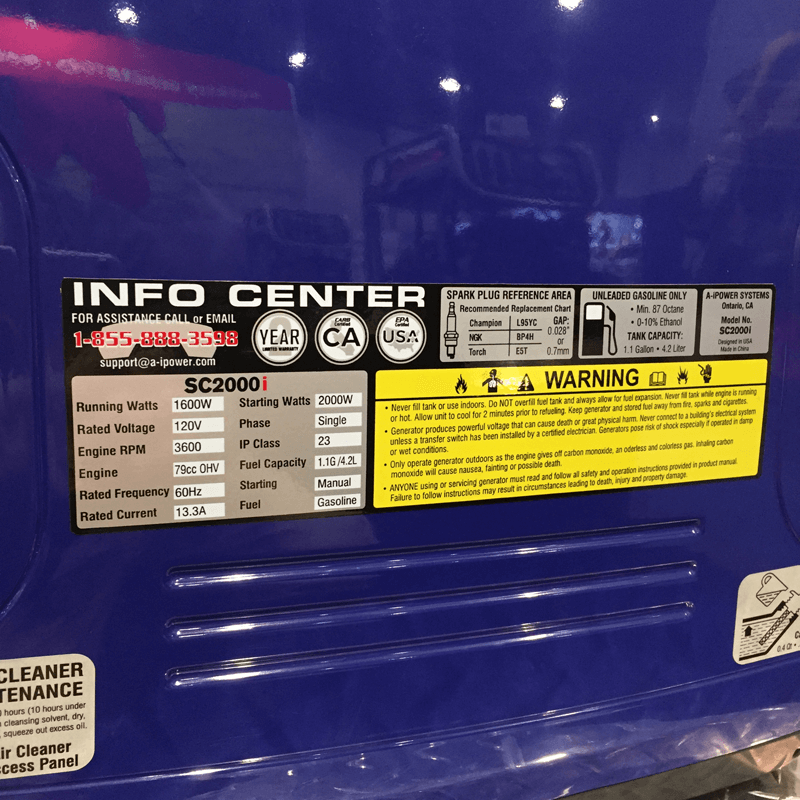 INFO CENTER
FOR ASSISTANCE CALL or EMAIL
1-855-888-3598
support@a-ipower.com
YEAR
LIMITED WARRANTY
CARB
Certified
CA
EPA
Certified
USA
SPARK PLUG REFERENCE AREA
Recommended Replacement Chart
Champion L95YC
NGK BP4H
Torch E5T
GAP:
0.028"
or
0.7mm
UNLEADED GASOLINE ONLY
• Min. 87 Octane
• 0-10% Ethanol
TANK CAPACITY:
1.1 Gallon • 4.2 Liter
A-iPOWER SYSTEMS
Ontario, CA
Model No.
SC2000i
Designed in USA
Made in China
SC2000i
Running Watts 1600W Starting Watts 2000W
Rated Voltage 120V Phase Single
Engine RPM 3600 IP Class 23
Engine 79cc OHV Fuel Capacity 1.1G/4.2L
Rated Frequency 60Hz Starting Manual
Rated Current 13.3A Fuel Gasoline
WARNING
• Never fill tank or use indoors. Do NOT overfill fuel tank and always allow for fuel expansion. Never fill tank while engine is running
or hot. Allow unit to cool for 2 minutes prior to refueling. Keep generator and stored fuel away from fire, sparks and cigarettes.
• Generator produces powerful voltage that can cause death or great physical harm. Never connect to a building's electrical system
unless a transfer switch has been installed by a certified electrician. Generators pose risk of shock especially if operated in damp
or wet conditions.
• Only operate generator outdoors as the engine gives off carbon monoxide, an oderless and colorless gas. Inhaling carbon
monoxide will cause nausea, fainting or possible death.
• ANYONE using or servicing generator must read and follow all safety and operation instructions provided in product manual.
Failure to follow instructions may result in circumstances leading to death, injury and property damage.
CLEANER
TENANCE
hours (10 hours under
cleansing solvent, dry,
squeeze out excess oil.
ir Cleaner
ccess Panel
0.4 Qt